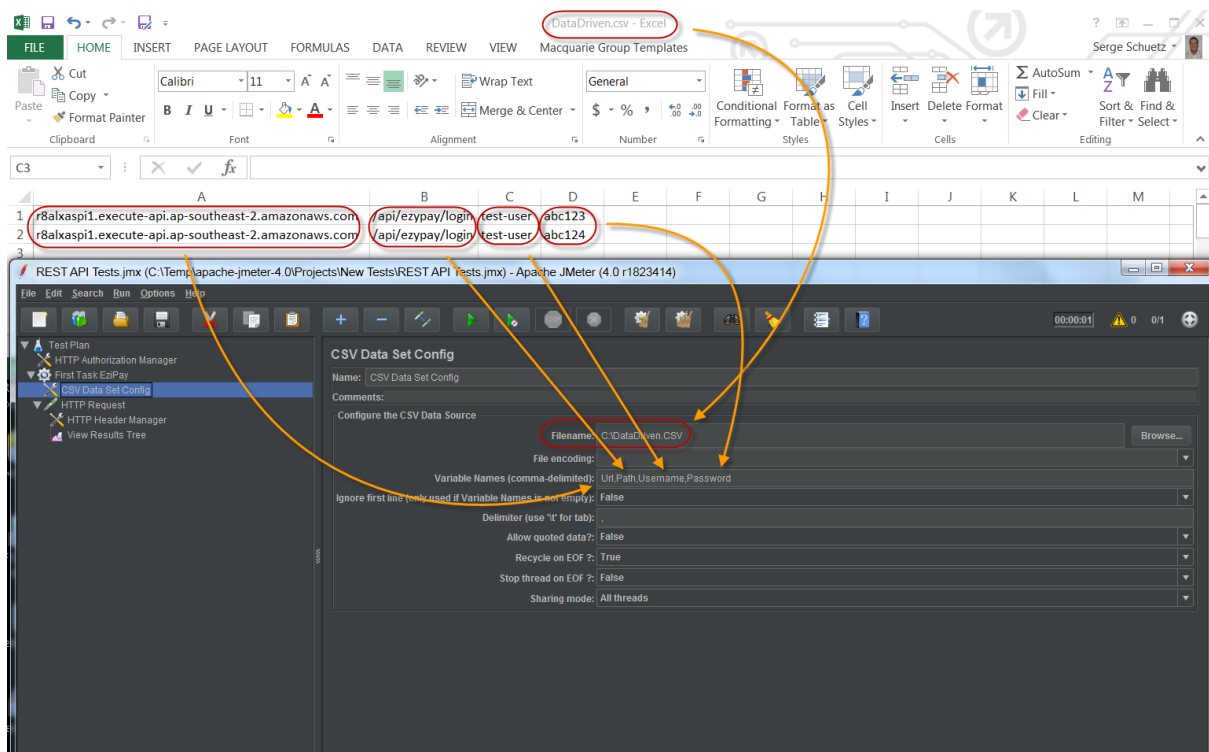 DataDriven.csv - Excel
FILE HOME INSERT PAGE LAYOUT FORMULAS DATA REVIEW VIEW Macquarie Group Templates Serge Schuetz
Paste
Cut
Copy
Format Painter
Clipboard
Calibri 11 A A
B I U A
Font
Wrap Text
Merge & Center
Alignment
General
$ % ,
Number
Conditional Formatting
Format as Table
Cell Styles
Styles
Insert Delete Format
Cells
AutoSum
Fill
Clear
Sort & Filter
Find & Select
Editing
C3 fx
A B C D E F G H I J K L M
1 r8alxaspi1.execute-api.ap-southeast-2.amazonaws.com /api/ezypay/login test-user abc123
2 r8alxaspi1.execute-api.ap-southeast-2.amazonaws.com /api/ezypay/login test-user abc124
3
REST API Tests.jmx (C:\Temp\apache-jmeter-4.0\Projects\New Tests\REST API Tests.jmx) - Apache JMeter (4.0 r1823414)
File Edit Search Run Options Help
00:00:01 0 0/1
Test Plan
HTTP Authorization Manager
First Task EziPay
CSV Data Set Config
HTTP Request
HTTP Header Manager
View Results Tree
CSV Data Set Config
Name: CSV Data Set Config
Comments:
Configure the CSV Data Source
Filename: C:\DataDriven.CSV Browse...
File encoding:
Variable Names (comma-delimited): Url,Path,Username,Password
Ignore first line (only used if Variable Names is not empty): False
Delimiter (use '\t' for tab): ,
Allow quoted data?: False
Recycle on EOF ?: True
Stop thread on EOF ?: False
Sharing mode: All threads